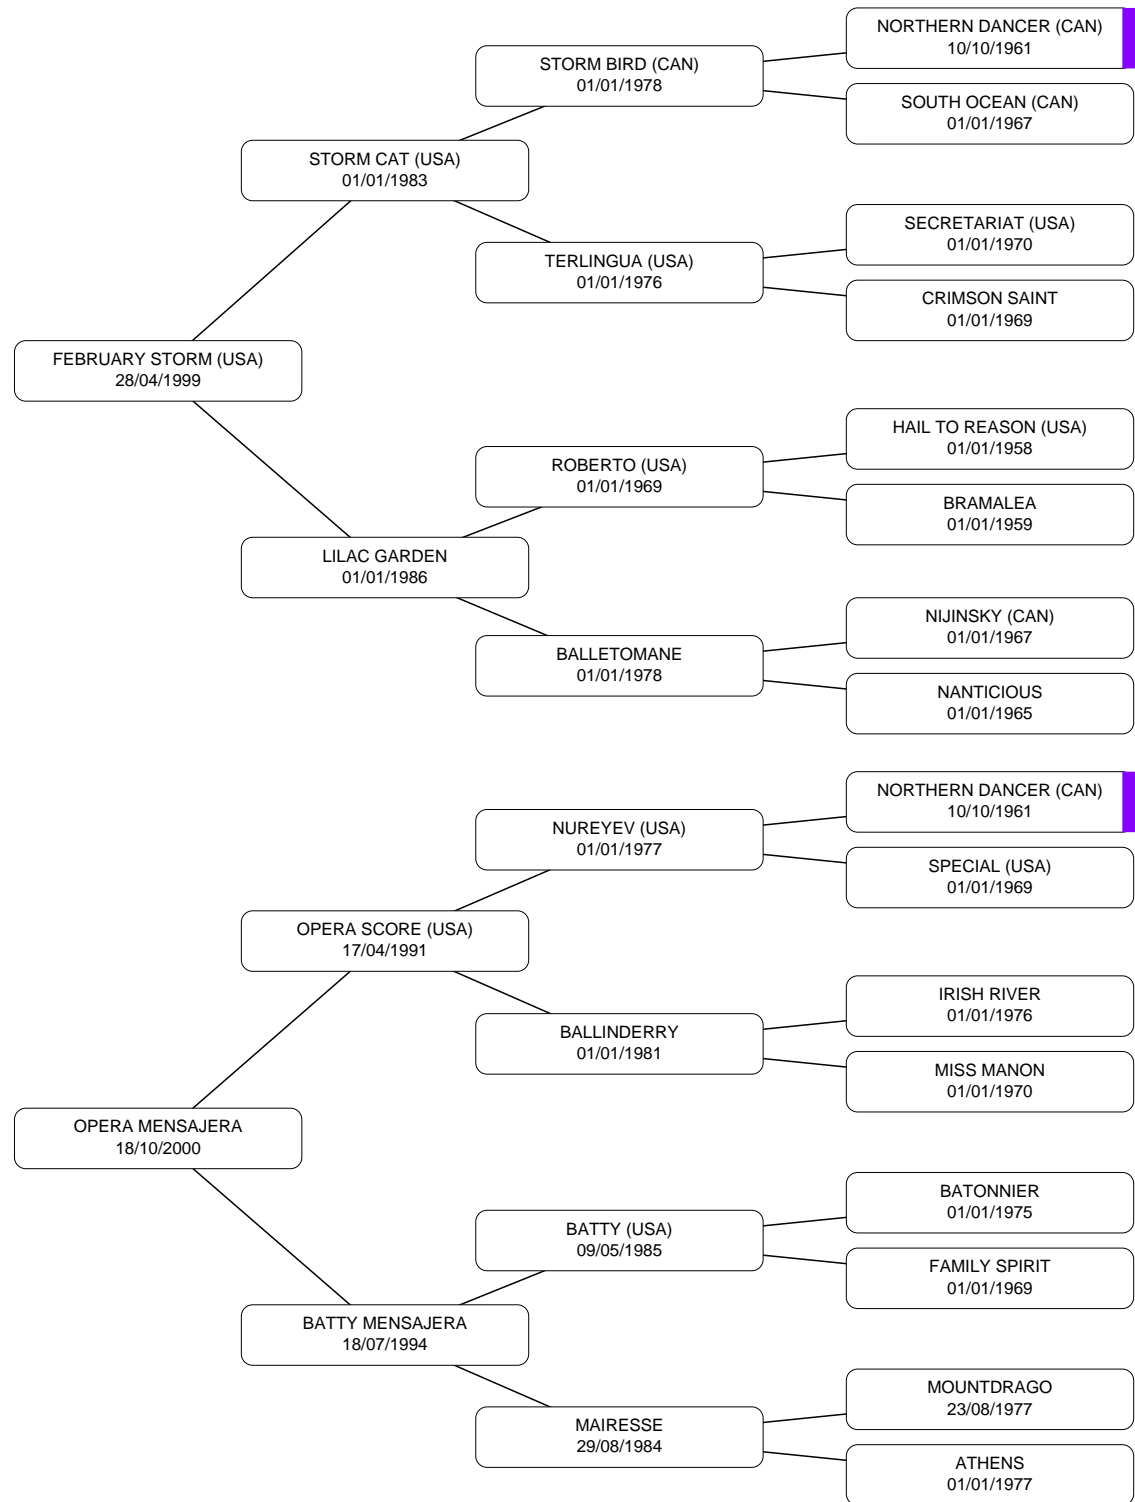 NORTHERN DANCER (CAN)
10/10/1961
STORM BIRD (CAN)
01/01/1978
SOUTH OCEAN (CAN)
01/01/1967
STORM CAT (USA)
01/01/1983
SECRETARIAT (USA)
01/01/1970
TERLINGUA (USA)
01/01/1976
CRIMSON SAINT
01/01/1969
FEBRUARY STORM (USA)
28/04/1999
HAIL TO REASON (USA)
01/01/1958
ROBERTO (USA)
01/01/1969
BRAMALEA
01/01/1959
LILAC GARDEN
01/01/1986
NIJINSKY (CAN)
01/01/1967
BALLETOMANE
01/01/1978
NANTICIOUS
01/01/1965
NORTHERN DANCER (CAN)
10/10/1961
NUREYEV (USA)
01/01/1977
SPECIAL (USA)
01/01/1969
OPERA SCORE (USA)
17/04/1991
IRISH RIVER
01/01/1976
BALLINDERRY
01/01/1981
MISS MANON
01/01/1970
OPERA MENSAJERA
18/10/2000
BATONNIER
01/01/1975
BATTY (USA)
09/05/1985
FAMILY SPIRIT
01/01/1969
BATTY MENSAJERA
18/07/1994
MOUNTDRAGO
23/08/1977
MAIRESSE
29/08/1984
ATHENS
01/01/1977